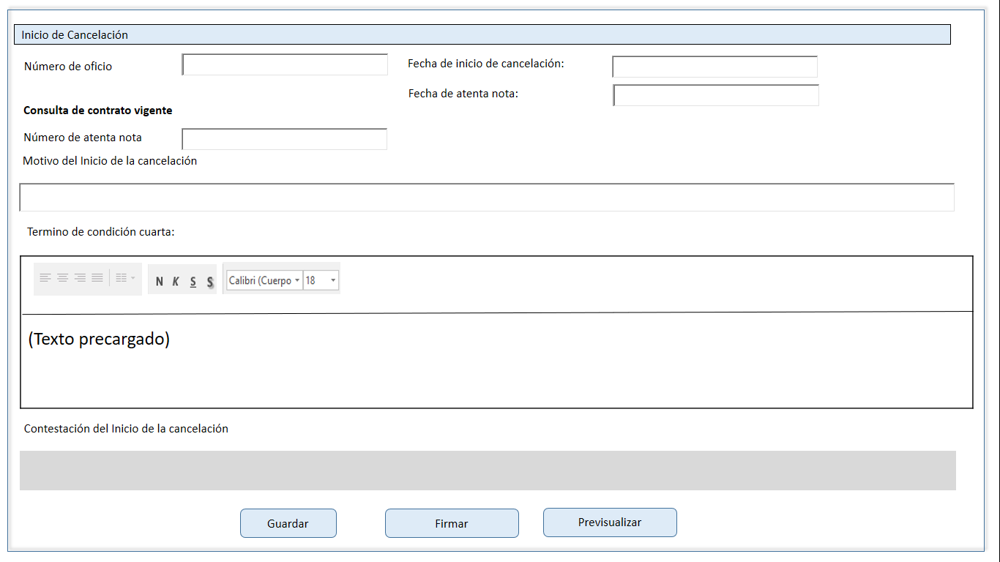 Inicio de Cancelación
Número de oficio
Fecha de inicio de cancelación:
Fecha de atenta nota:
Consulta de contrato vigente
Número de atenta nota
Motivo del Inicio de la cancelación
Termino de condición cuarta:
N K S S Calibri (Cuerpo 18
(Texto precargado)
Contestación del Inicio de la cancelación
Guardar Firmar Previsualizar